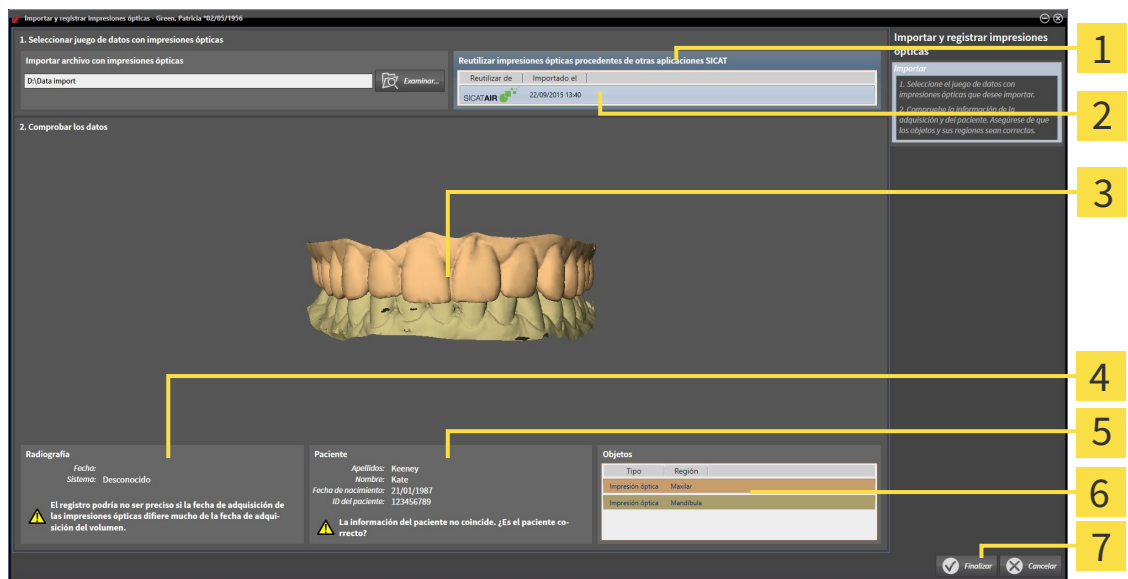 Importar y registrar impresiones ópticas - Green, Patricia *02/05/1956
1. Seleccionar juego de datos con impresiones ópticas
Importar archivo con impresiones ópticas
D:\Data import
Examinar...
Reutilizar impresiones ópticas procedentes de otras aplicaciones SICAT
Reutilizar de Importado el
SICATAIR 22/09/2015 13:40
Importar y registrar impresiones
ópticas
Importar
1. Seleccione el juego de datos con
impresiones ópticas que desee importar.
2. Compruebe la información de la
adquisición y del paciente. Asegúrese de que
los objetos y sus regiones sean correctos.
1
2
2. Comprobar los datos
3
4
5
6
7
Radiografía
Fecha:
Sistema: Desconocido
El registro podría no ser preciso si la fecha de adquisición de
las impresiones ópticas difiere mucho de la fecha de adqui-
sición del volumen.
Paciente
Apellidos: Keeney
Nombre: Kate
Fecha de nacimiento: 21/01/1987
ID del paciente: 123456789
La información del paciente no coincide. ¿Es el paciente co-
rrecto?
Objetos
Tipo Región
Impresión óptica Maxilar
Impresión óptica Mandíbula
Finalizar
Cancelar